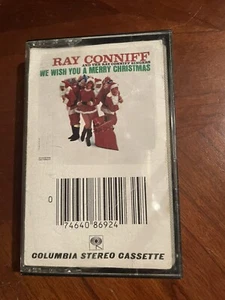 RAY CONNIFF
AND THE RAY CONNIFF SINGERS
WE WISH YOU A MERRY CHRISTMAS
0
74640 86924
COLUMBIA STEREO CASSETTE